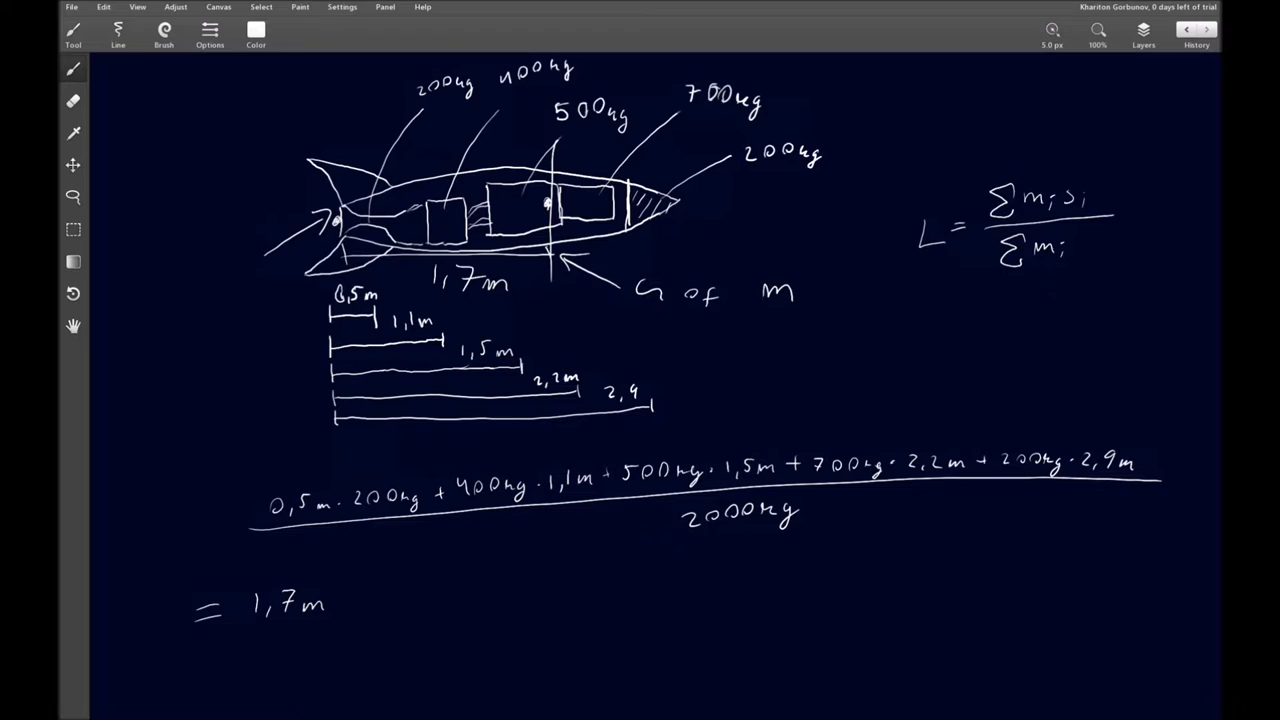 File Edit View Adjust Canvas Select Paint Settings Panel Help
Khariton Gorbunov, 0 days left of trial
Tool Line Brush Options Color
5.0 px 100% Layers History
200kg 400kg
500kg
700kg
200kg
1,7m
G of m
L = ∑ mᵢ sᵢ / ∑ mᵢ
0,5m
1,1m
1,5m
2,2m
2,9
0,5m · 200kg + 400kg · 1,1m + 500kg · 1,5m + 700kg · 2,2m + 200kg · 2,9m
2000kg
= 1,7m